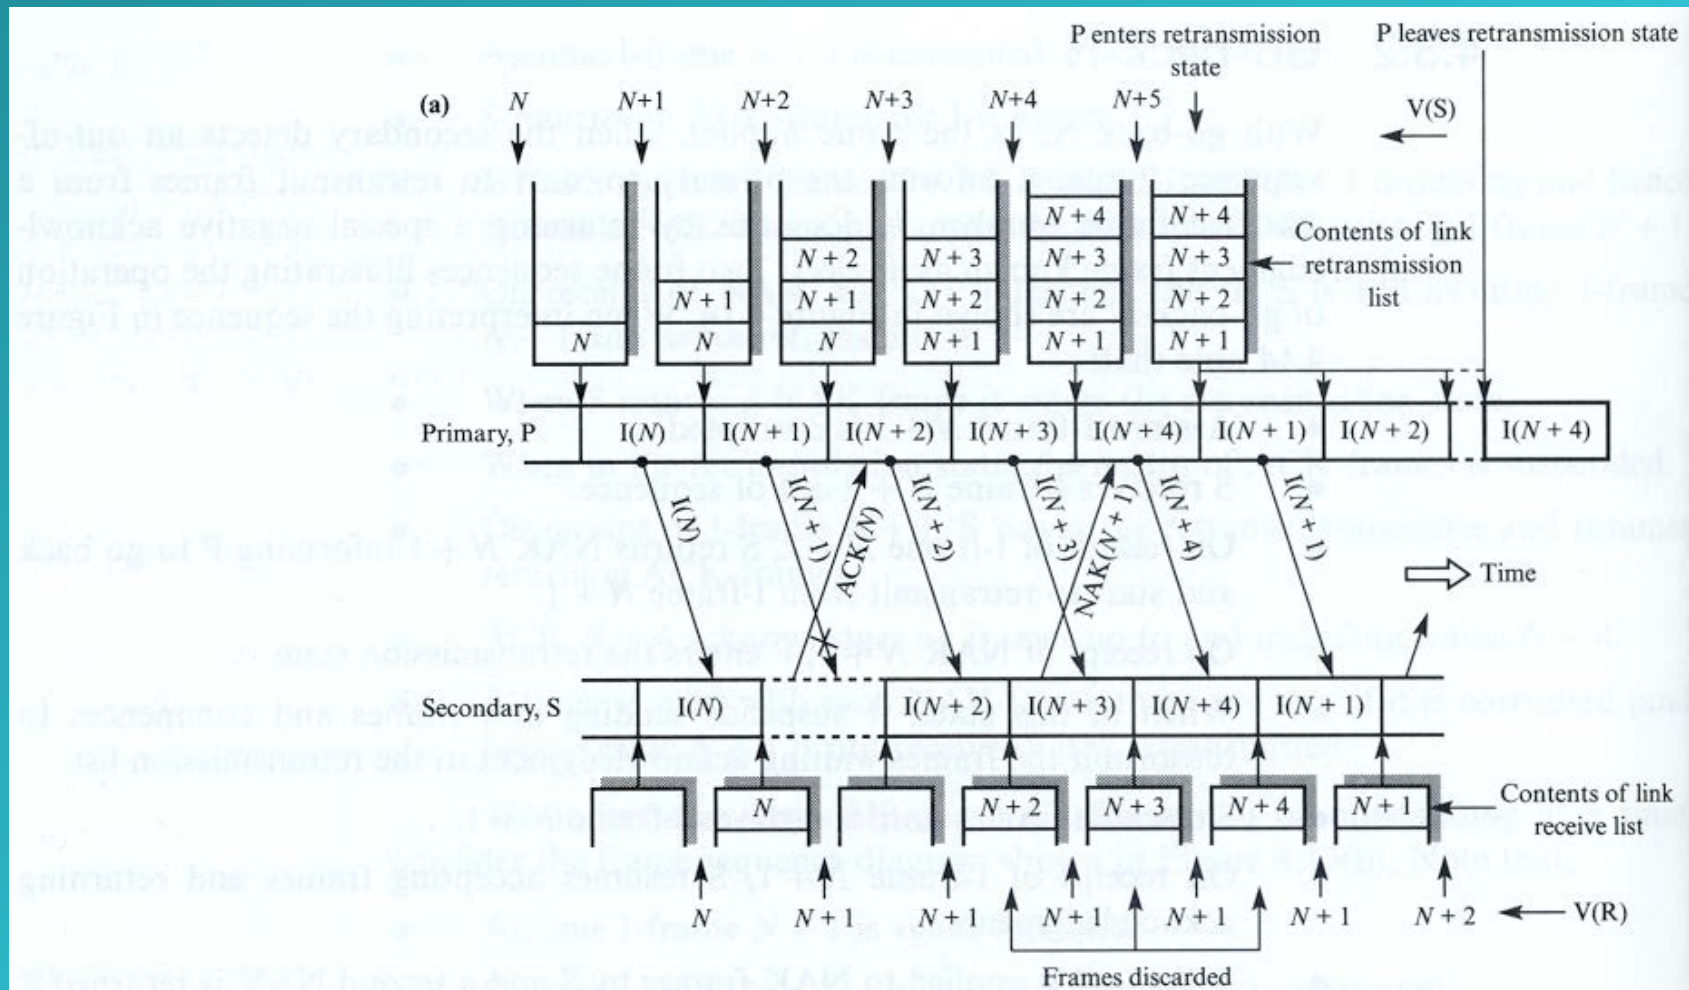 P enters retransmission
state
P leaves retransmission state
(a)
N
N+1
N+2
N+3
N+4
N+5
V(S)
N
N + 1
N
N + 2
N + 1
N
N + 3
N + 2
N + 1
N + 4
N + 3
N + 2
N + 1
N + 4
N + 3
N + 2
N + 1
Contents of link
retransmission
list
Primary, P
I(N)
I(N + 1)
I(N + 2)
I(N + 3)
I(N + 4)
I(N + 1)
I(N + 2)
I(N + 4)
I(N)
I(N + 1)
ACK(N)
I(N + 2)
I(N + 3)
NAK(N + 1)
I(N + 4)
I(N + 1)
Time
Secondary, S
I(N)
I(N + 2)
I(N + 3)
I(N + 4)
I(N + 1)
N
N + 2
N + 3
N + 4
N + 1
Contents of link
receive list
N
N + 1
N + 1
N + 1
N + 1
N + 1
N + 2
V(R)
Frames discarded